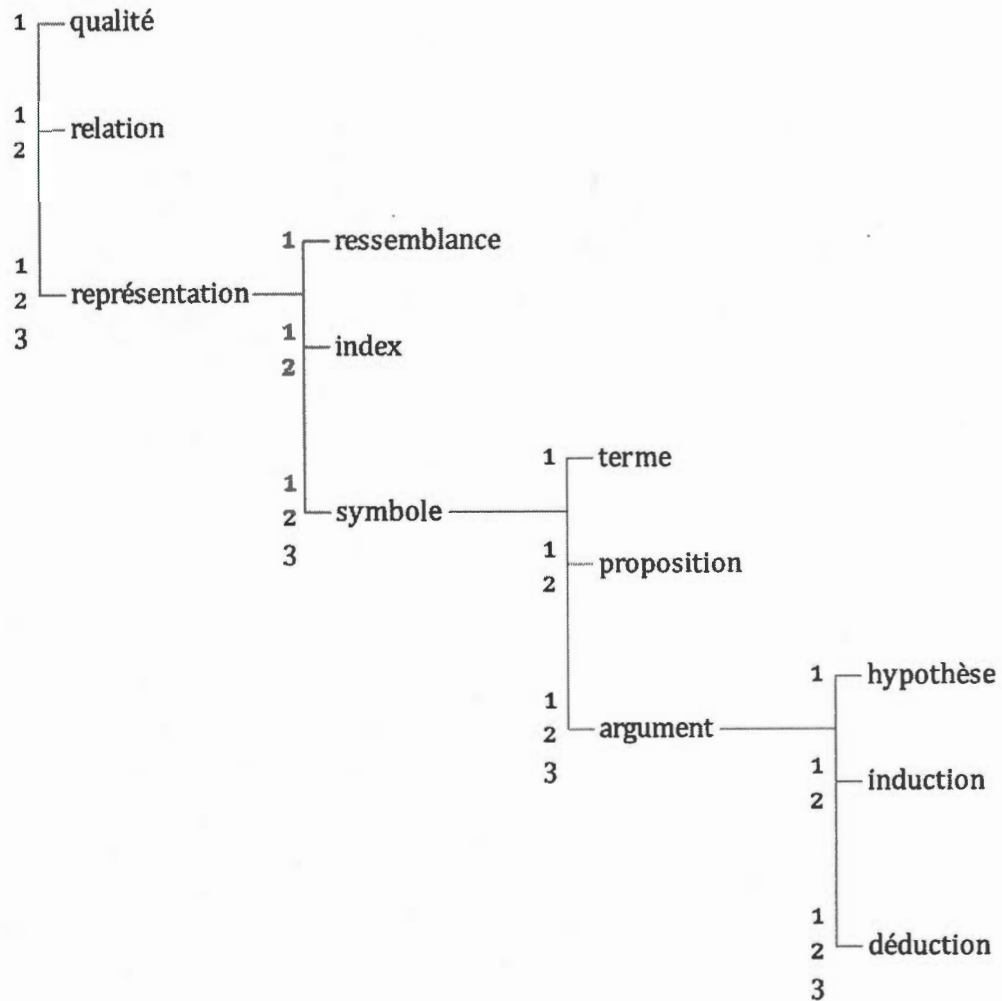 1 qualité
1
relation
2
1
2 représentation
3
1 ressemblance
1
index
2
1
2 symbole
3
1 terme
1
proposition
2
1
2 argument
3
1 hypothèse
1
induction
2
1
2 déduction
3